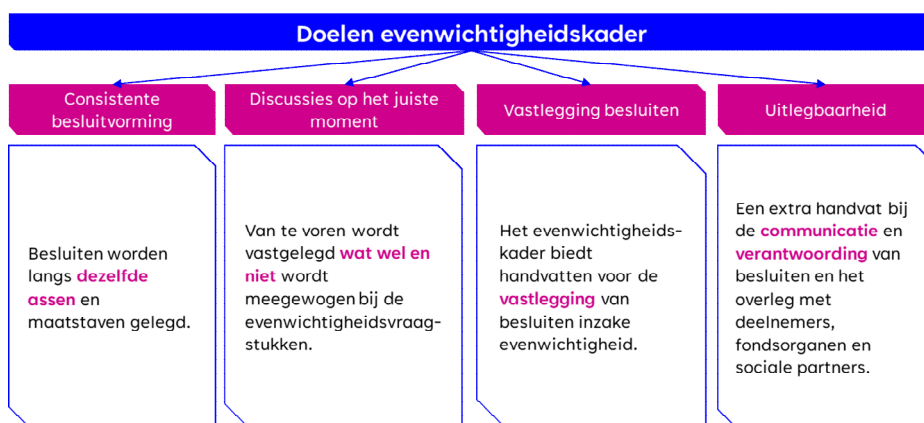 Doelen evenwichtigheidskader
Consistente
besluitvorming
Discussies op het juiste
moment
Vastlegging besluiten
Uitlegbaarheid
Besluiten worden
langs dezelfde
assen en
maatstaven gelegd.
Van te voren wordt
vastgelegd wat wel en
niet wordt
meegewogen bij de
evenwichtigheidsvraag-
stukken.
Het evenwichtigheids-
kader biedt
handvatten voor de
vastlegging van
besluiten inzake
evenwichtigheid.
Een extra handvat bij
de communicatie en
verantwoording van
besluiten en het
overleg met
deelnemers,
fondsorganen en
sociale partners.